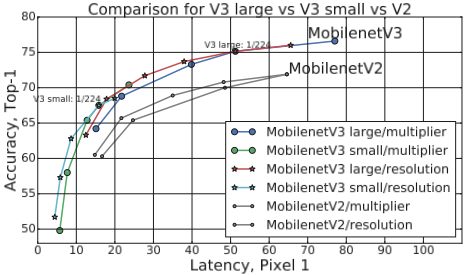 Comparison for V3 large vs V3 small vs V2
80
75
70
65
60
55
50
Accuracy, Top-1
MobilenetV3
V3 large: 1/224
MobilenetV2
V3 small: 1/224
MobilenetV3 large/multiplier
MobilenetV3 small/multiplier
MobilenetV3 large/resolution
MobilenetV3 small/resolution
MobilenetV2/multiplier
MobilenetV2/resolution
0 10 20 30 40 50 60 70 80 90 100
Latency, Pixel 1